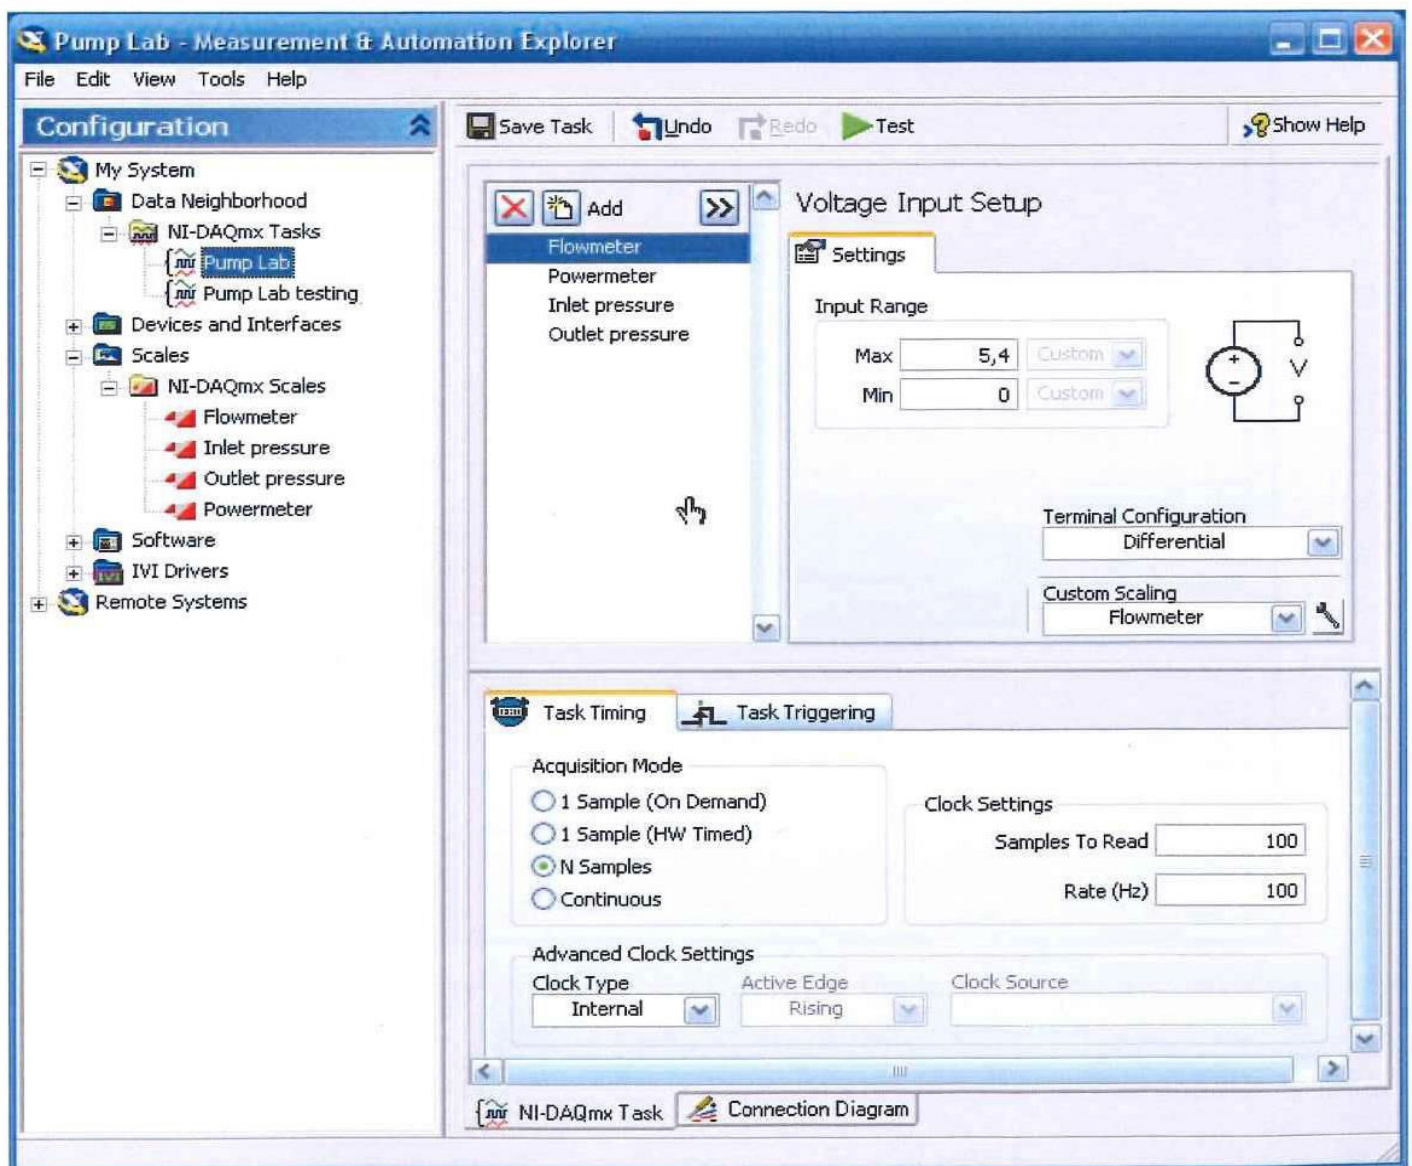 Pump Lab - Measurement & Automation Explorer
File Edit View Tools Help
Configuration
My System
Data Neighborhood
NI-DAQmx Tasks
Pump Lab
Pump Lab testing
Devices and Interfaces
Scales
NI-DAQmx Scales
Flowmeter
Inlet pressure
Outlet pressure
Powermeter
Software
IVI Drivers
Remote Systems
Save Task Undo Redo Test Show Help
Add
Flowmeter
Powermeter
Inlet pressure
Outlet pressure
Voltage Input Setup
Settings
Input Range
Max 5,4 Custom
Min 0 Custom
V
Terminal Configuration
Differential
Custom Scaling
Flowmeter
Task Timing Task Triggering
Acquisition Mode
1 Sample (On Demand)
1 Sample (HW Timed)
N Samples
Continuous
Clock Settings
Samples To Read 100
Rate (Hz) 100
Advanced Clock Settings
Clock Type Active Edge Clock Source
Internal Rising
NI-DAQmx Task Connection Diagram